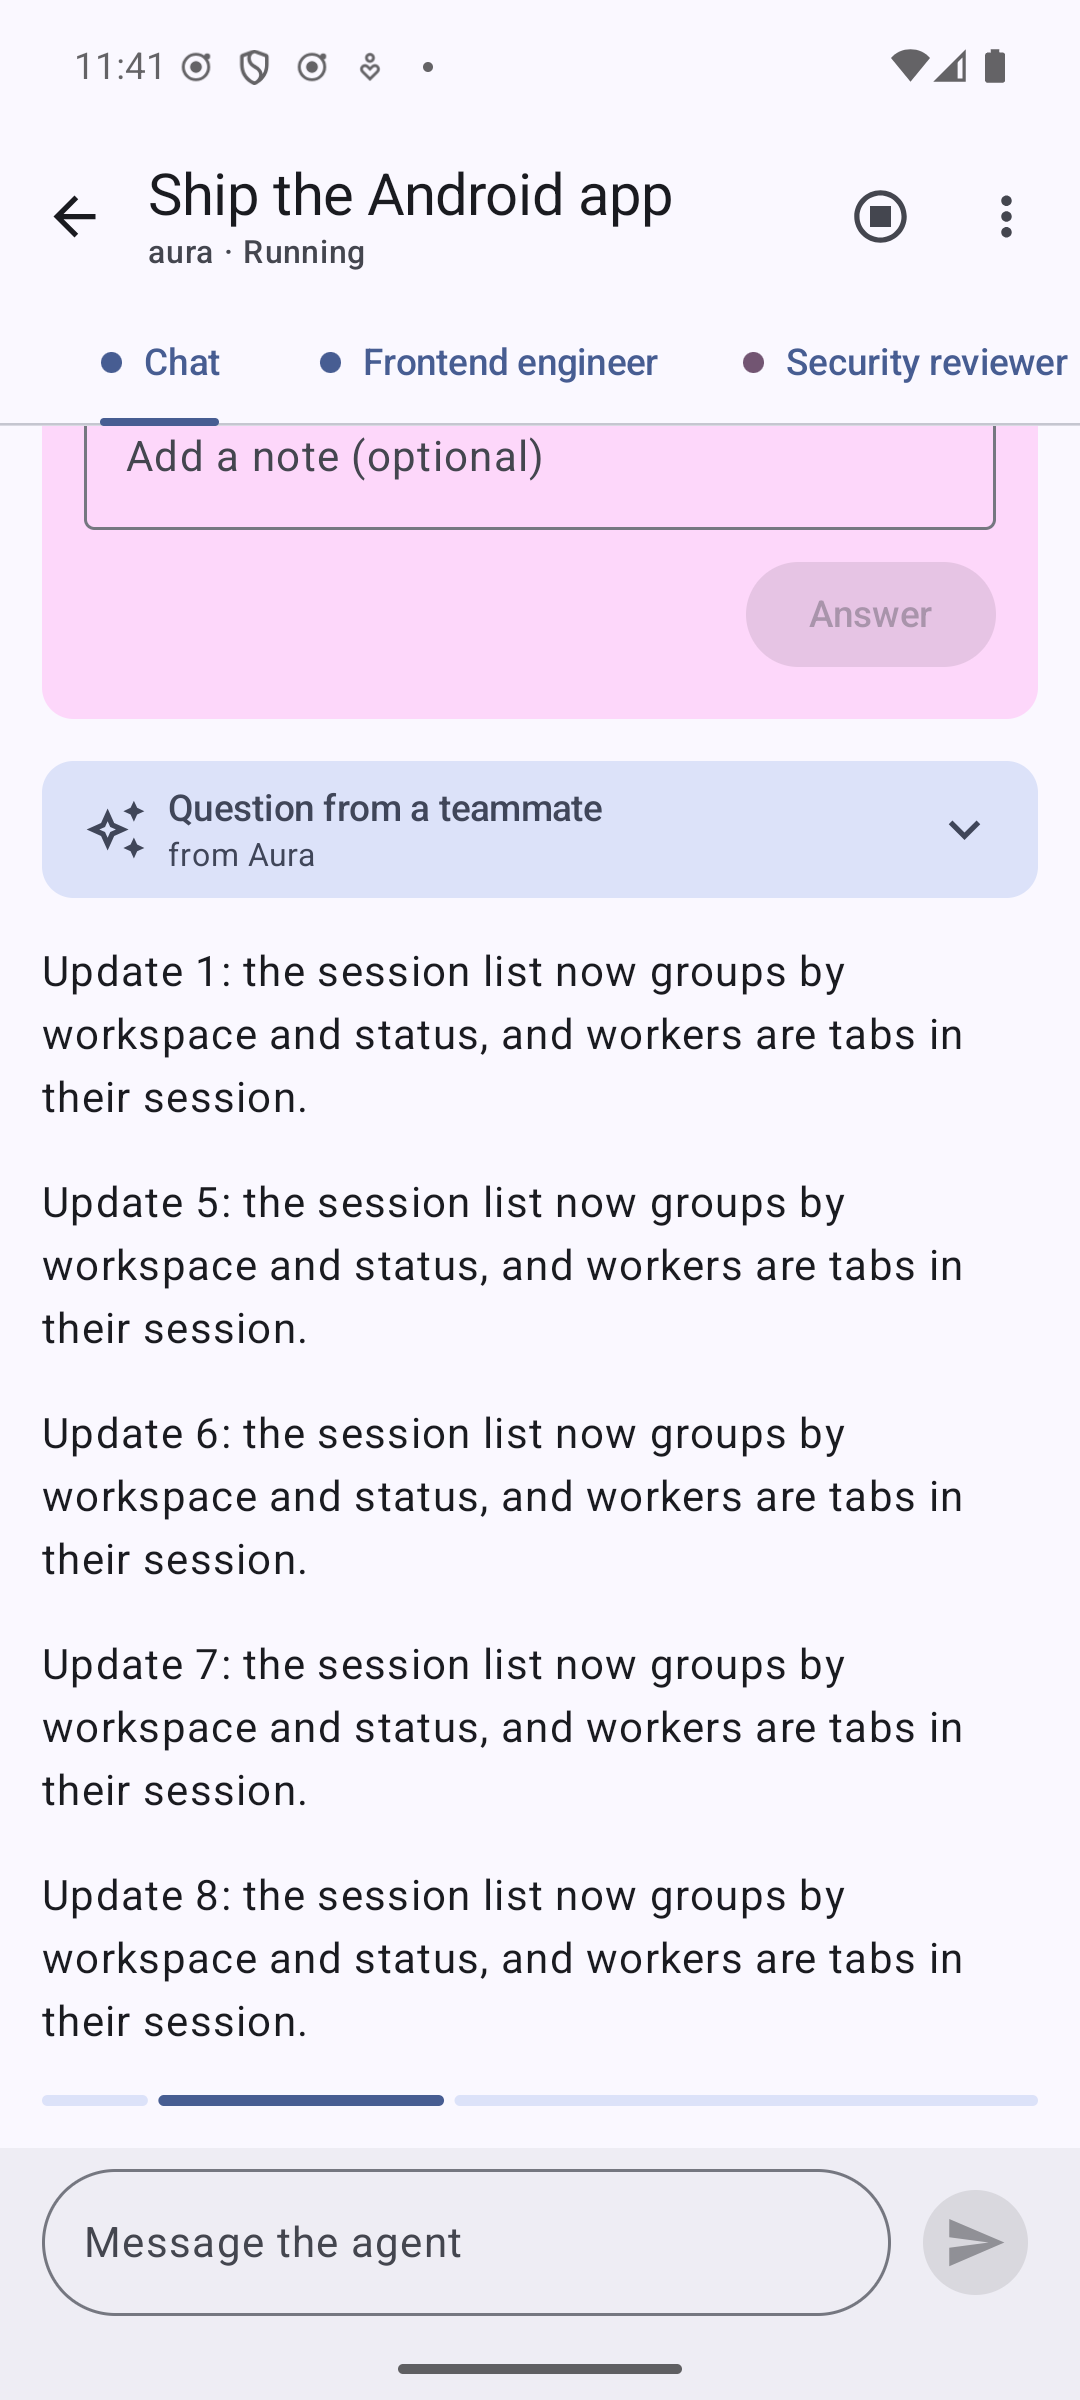 11:41
Ship the Android app
aura · Running
Chat
Frontend engineer
Security reviewer
Add a note (optional)
Answer
Question from a teammate
from Aura
Update 1: the session list now groups by
workspace and status, and workers are tabs in
their session.
Update 5: the session list now groups by
workspace and status, and workers are tabs in
their session.
Update 6: the session list now groups by
workspace and status, and workers are tabs in
their session.
Update 7: the session list now groups by
workspace and status, and workers are tabs in
their session.
Update 8: the session list now groups by
workspace and status, and workers are tabs in
their session.
Message the agent